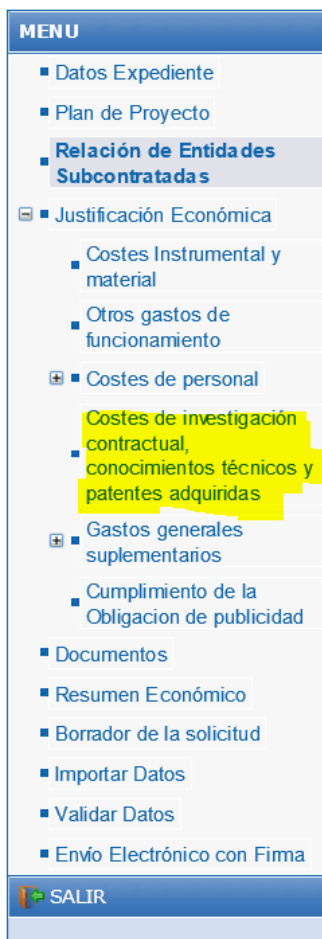 MENU
Datos Expediente
Plan de Proyecto
Relación de Entidades
Subcontratadas
Justificación Económica
Costes Instrumental y
material
Otros gastos de
funcionamiento
Costes de personal
Costes de investigación
contractual,
conocimientos técnicos y
patentes adquiridas
Gastos generales
suplementarios
Cumplimiento de la
Obligacion de publicidad
Documentos
Resumen Económico
Borrador de la solicitud
Importar Datos
Validar Datos
Envío Electrónico con Firma
SALIR